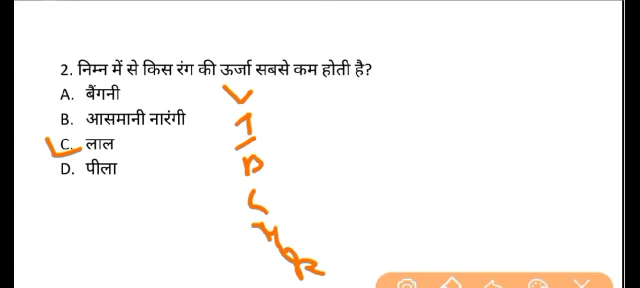 2. निम्न में से किस रंग की ऊर्जा सबसे कम होती है?
A. बैंगनी
B. आसमानी नारंगी
C. लाल
D. पीला